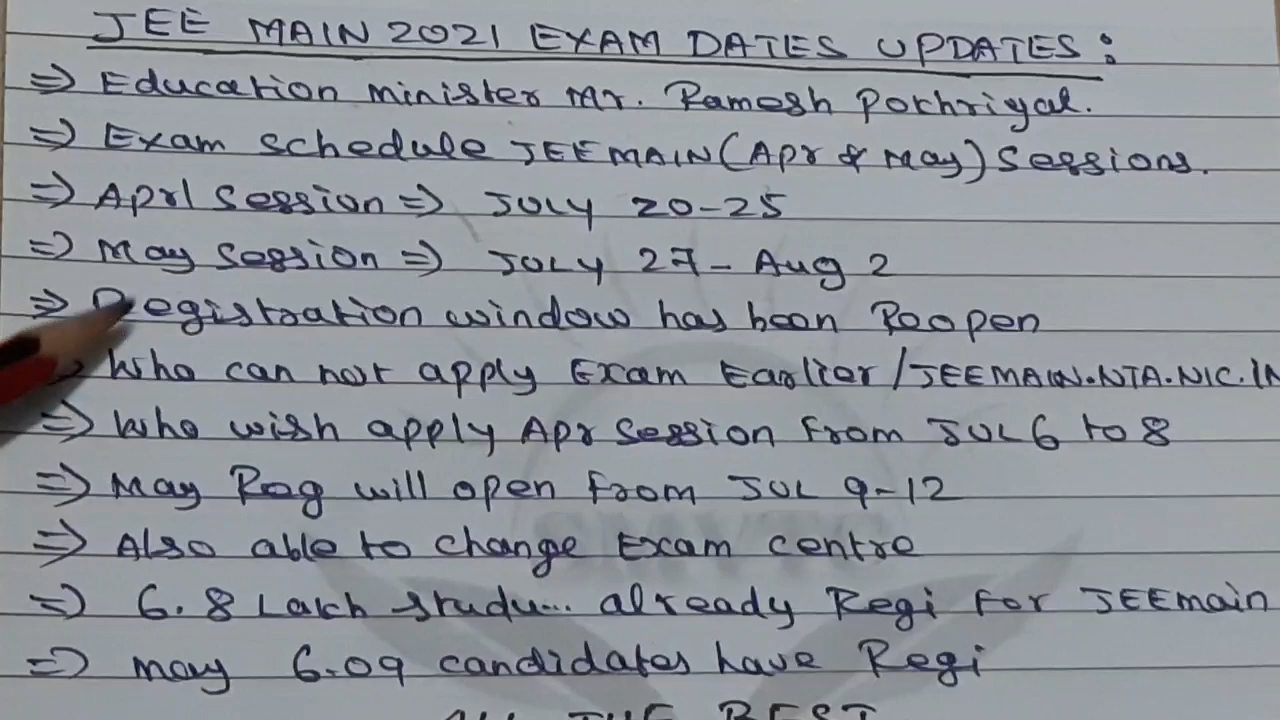 JEE MAIN 2021 EXAM DATES UPDATES:
⇒ Education minister Mr. Ramesh Pokhriyal.
⇒ Exam schedule JEEMAIN (Apr & May) Sessions.
⇒ Aprl Session ⇒ JULY 20-25
⇒ May Session ⇒ JULY 27 - Aug 2
⇒ Registration window has been Reopen
⇒ Who can not apply Exam Earlier / JEEMAIN.NTA.NIC.IN
⇒ Who wish apply Apr Session From JUL 6 to 8
⇒ May Reg will open from JUL 9-12
⇒ Also able to change Exam centre
⇒ 6.8 Lakh studu... already Regi For JEEmain
⇒ may 6.09 candidates have Regi
ALL THE BEST